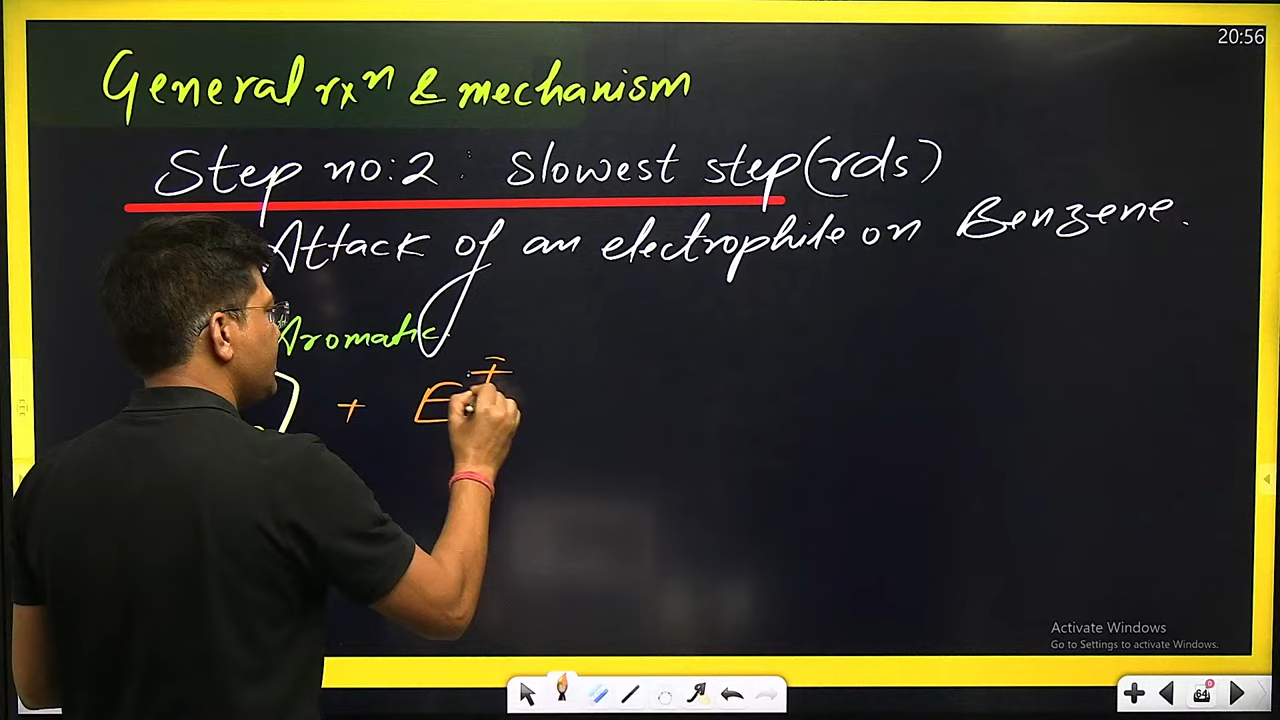 20:56
General rxⁿ & mechanism
Step no:2 : Slowest step (rds)
Attack of an electrophile on Benzene.
Aromatic.
+ E
Activate Windows
Go to Settings to activate Windows.
64